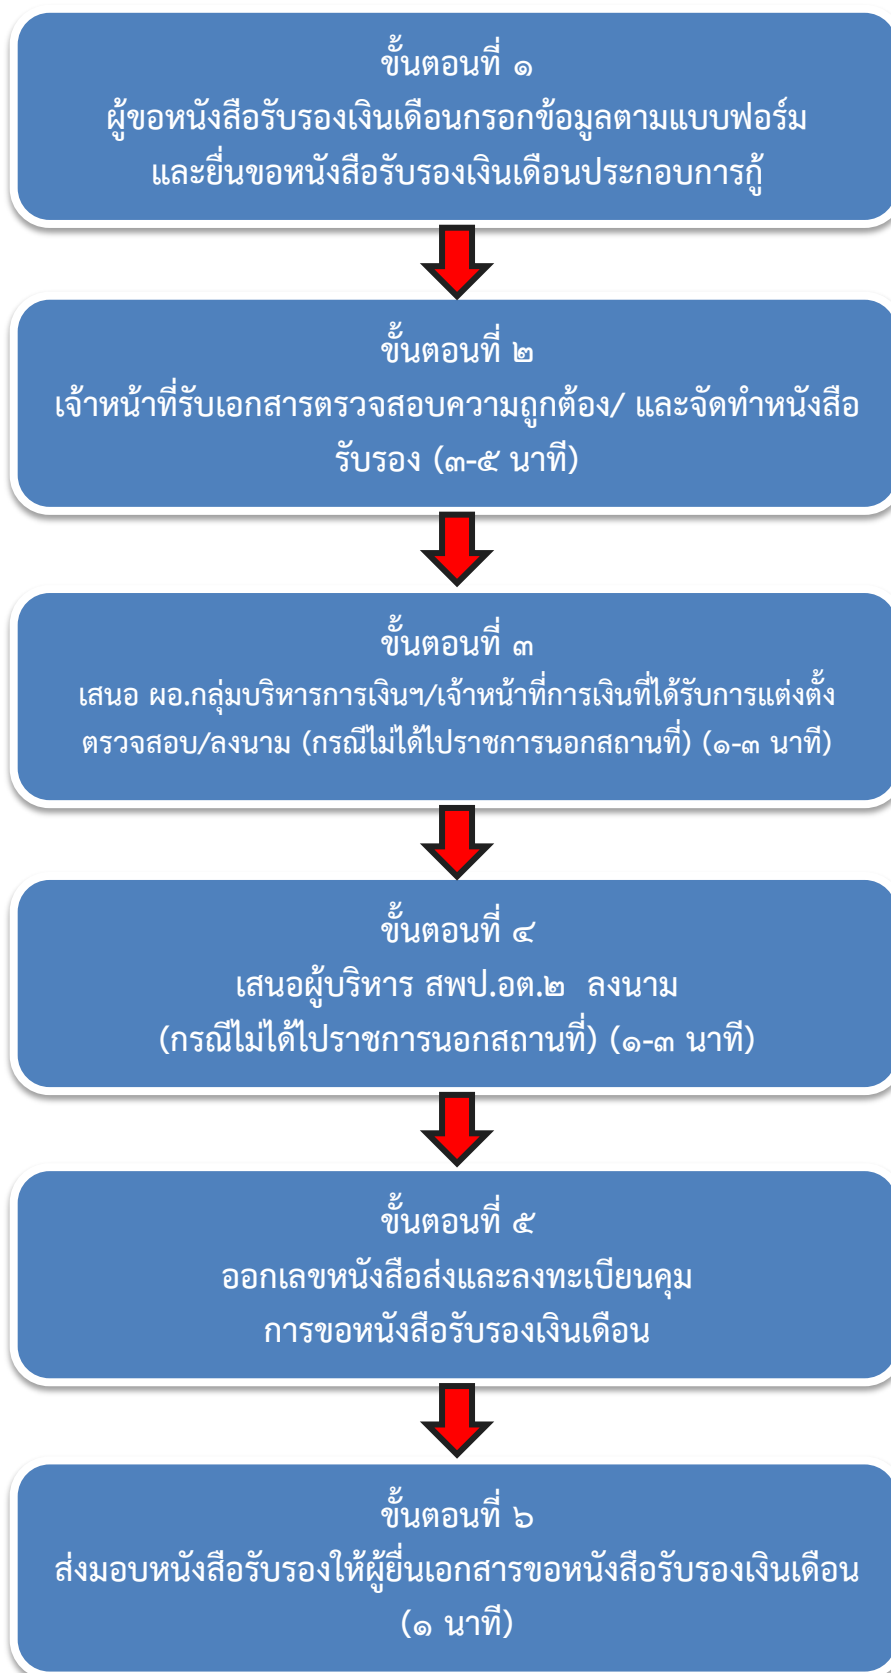 ขั้นตอนที่ ๑
ผู้ขอหนังสือรับรองเงินเดือนกรอกข้อมูลตามแบบฟอร์ม
และยื่นขอหนังสือรับรองเงินเดือนประกอบการกู้
ขั้นตอนที่ ๒
เจ้าหน้าที่รับเอกสารตรวจสอบความถูกต้อง/ และจัดทำหนังสือ
รับรอง (๓-๕ นาที)
ขั้นตอนที่ ๓
เสนอ ผอ.กลุ่มบริหารการเงินฯ/เจ้าหน้าที่การเงินที่ได้รับการแต่งตั้ง
ตรวจสอบ/ลงนาม (กรณีไม่ได้ไปราชการนอกสถานที่) (๑-๓ นาที)
ขั้นตอนที่ ๔
เสนอผู้บริหาร สพป.อต.๒ ลงนาม
(กรณีไม่ได้ไปราชการนอกสถานที่) (๑-๓ นาที)
ขั้นตอนที่ ๕
ออกเลขหนังสือส่งและลงทะเบียนคุม
การขอหนังสือรับรองเงินเดือน
ขั้นตอนที่ ๖
ส่งมอบหนังสือรับรองให้ผู้ยื่นเอกสารขอหนังสือรับรองเงินเดือน
(๑ นาที)